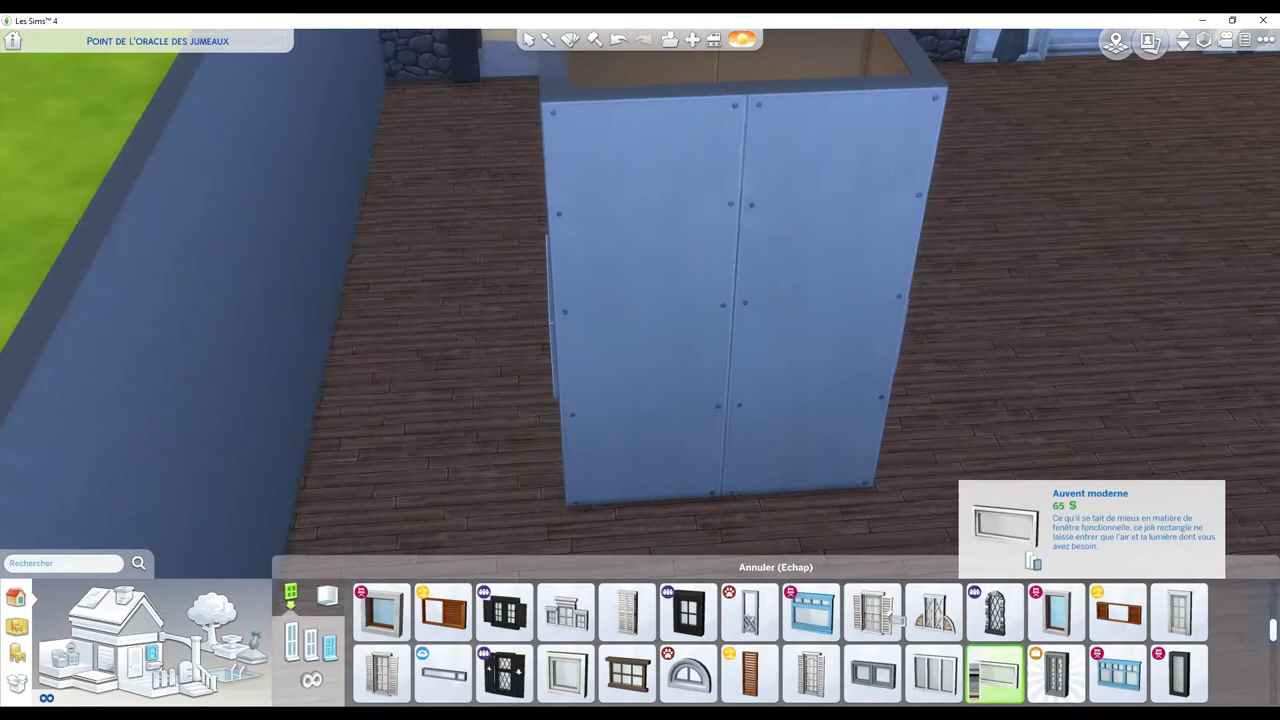 Les Sims™ 4
Point de l'oracle des jumeaux
Auvent moderne
65 $
Ce qu'il se fait de mieux en matière de
fenêtre fonctionnelle, ce joli rectangle ne
laisse entrer que l'air et la lumière dont vous
avez besoin.
Rechercher
Annuler (Echap)